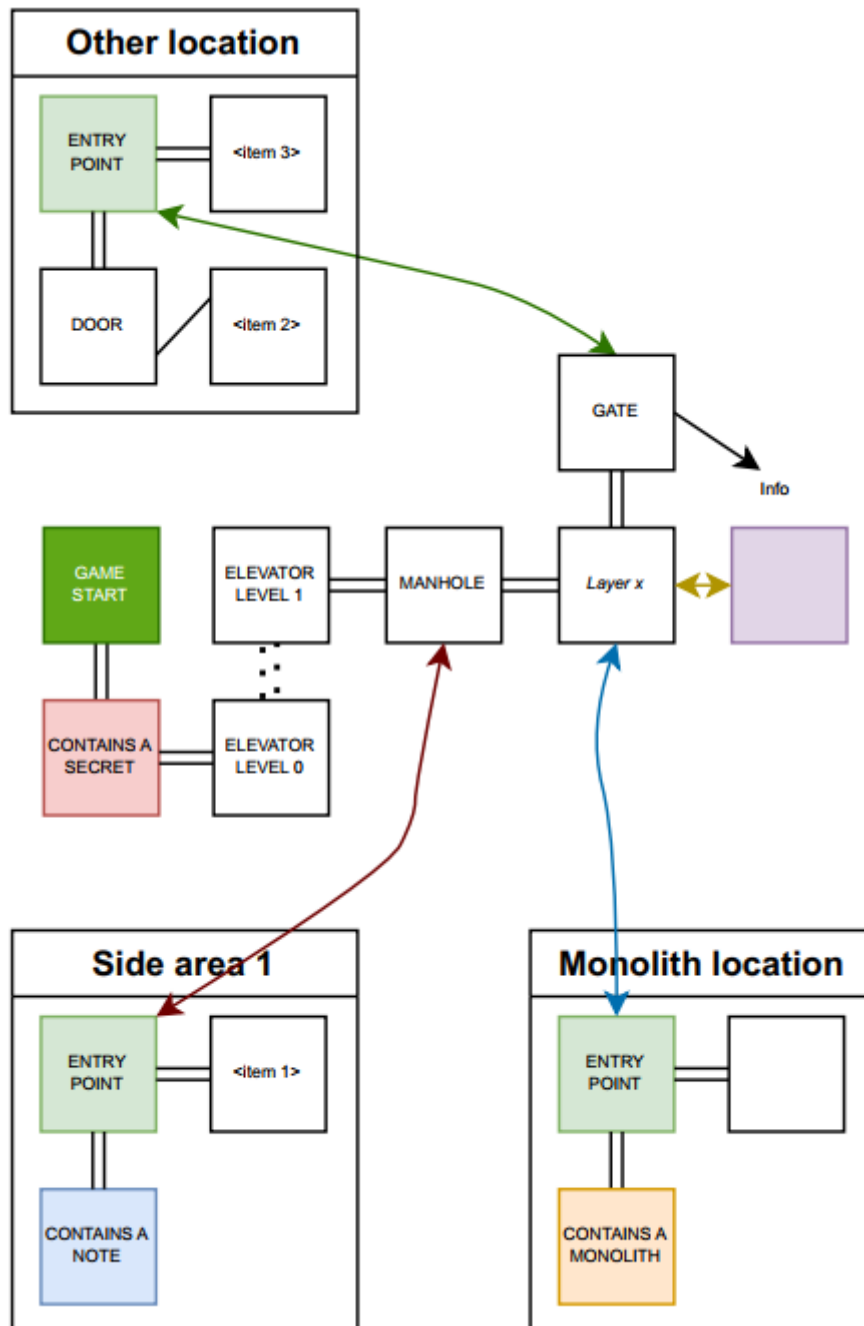 Other location
ENTRY
POINT
<item 3>
DOOR
<item 2>
GATE
Info
GAME
START
ELEVATOR
LEVEL 1
MANHOLE
Layer x
CONTAINS A
SECRET
ELEVATOR
LEVEL 0
Side area 1
ENTRY
POINT
<item 1>
CONTAINS A
NOTE
Monolith location
ENTRY
POINT
CONTAINS A
MONOLITH